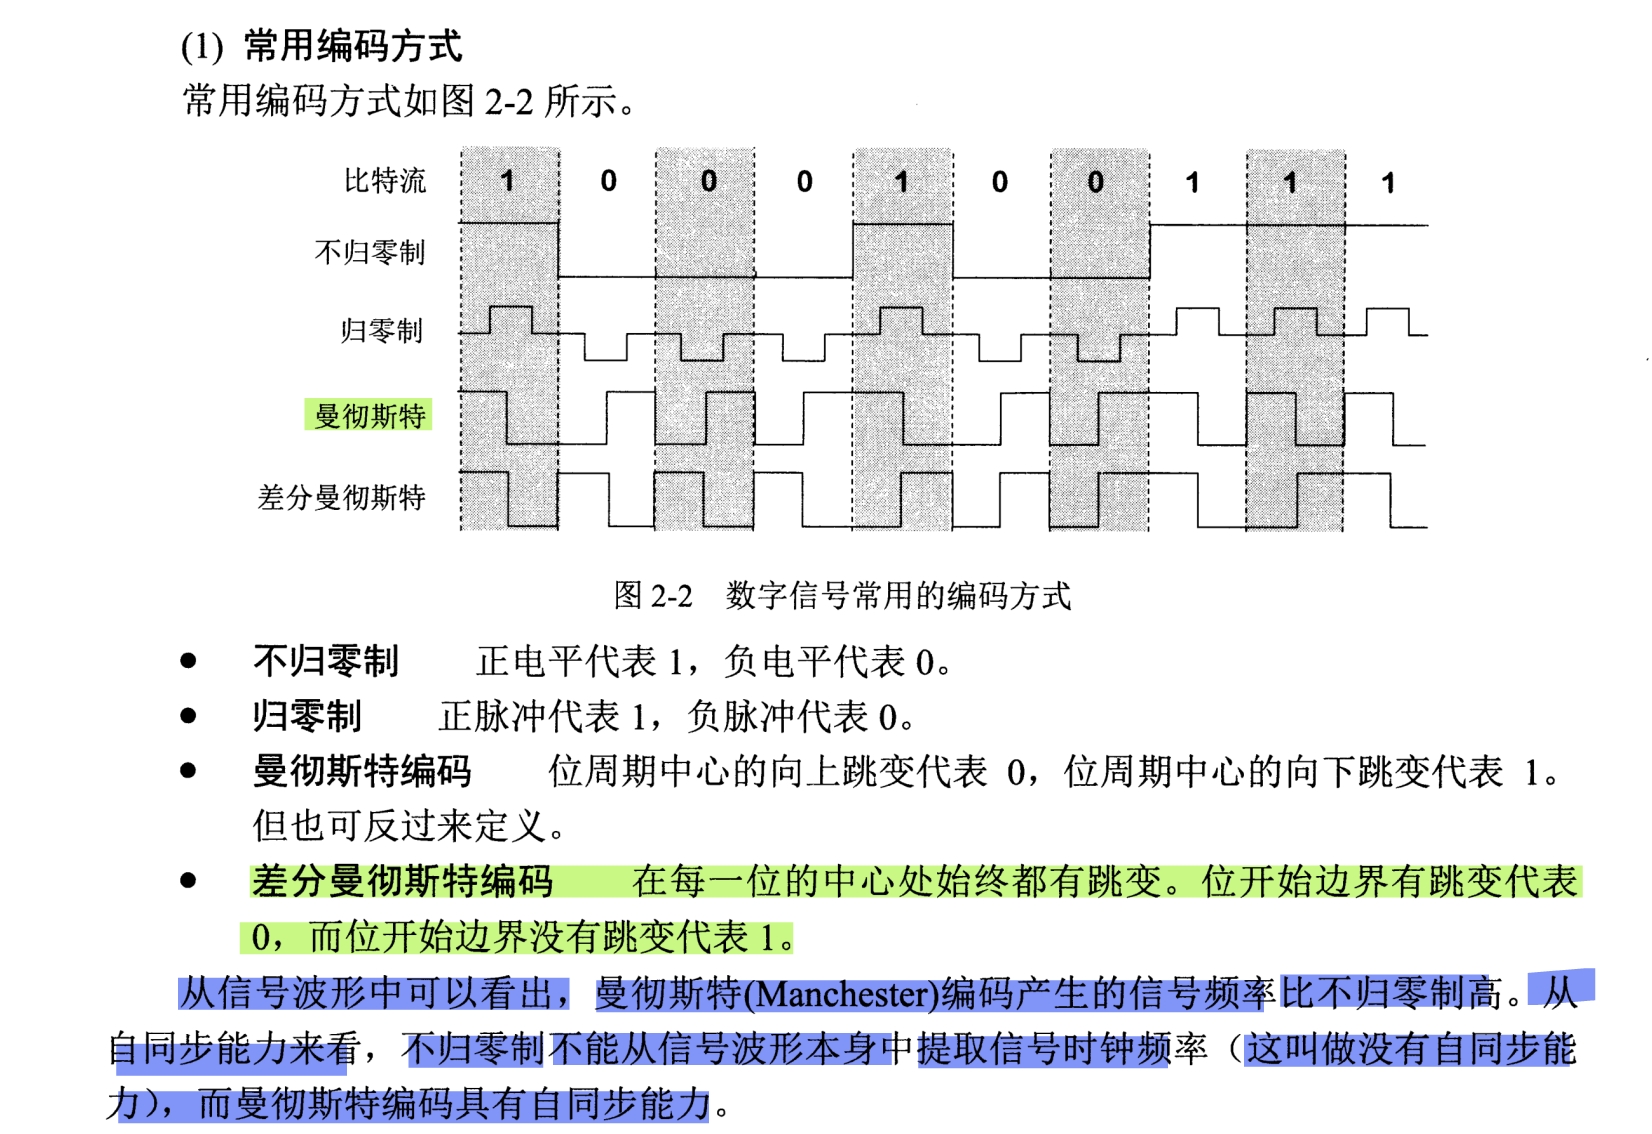 (1) 常用编码方式
常用编码方式如图 2-2 所示。
比特流 1 0 0 0 1 0 0 1 1 1
不归零制
归零制
曼彻斯特
差分曼彻斯特
图 2-2 数字信号常用的编码方式
● 不归零制 正电平代表 1，负电平代表 0。
● 归零制 正脉冲代表 1，负脉冲代表 0。
● 曼彻斯特编码 位周期中心的向上跳变代表 0，位周期中心的向下跳变代表 1。
但也可反过来定义。
● 差分曼彻斯特编码 在每一位的中心处始终都有跳变。位开始边界有跳变代表
0，而位开始边界没有跳变代表 1。
从信号波形中可以看出，曼彻斯特(Manchester)编码产生的信号频率比不归零制高。从
自同步能力来看，不归零制不能从信号波形本身中提取信号时钟频率（这叫做没有自同步能
力），而曼彻斯特编码具有自同步能力。